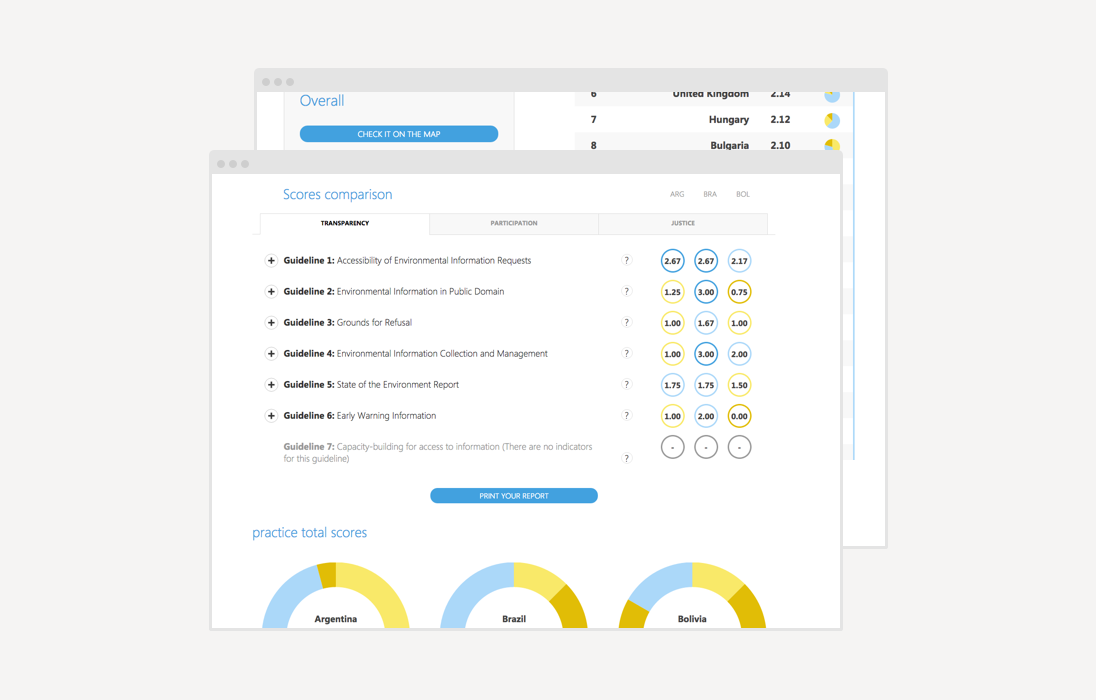 Overall
CHECK IT ON THE MAP
6 United Kingdom 2.14
7 Hungary 2.12
8 Bulgaria 2.10
Scores comparison
ARG BRA BOL
TRANSPARENCY PARTICIPATION JUSTICE
+ Guideline 1: Accessibility of Environmental Information Requests ? 2.67 2.67 2.17
+ Guideline 2: Environmental Information in Public Domain ? 1.25 3.00 0.75
+ Guideline 3: Grounds for Refusal ? 1.00 1.67 1.00
+ Guideline 4: Environmental Information Collection and Management ? 1.00 3.00 2.00
+ Guideline 5: State of the Environment Report ? 1.75 1.75 1.50
+ Guideline 6: Early Warning Information ? 1.00 2.00 0.00
Guideline 7: Capacity-building for access to information (There are no indicators - - -
for this guideline) ?
PRINT YOUR REPORT
practice total scores
Argentina Brazil Bolivia